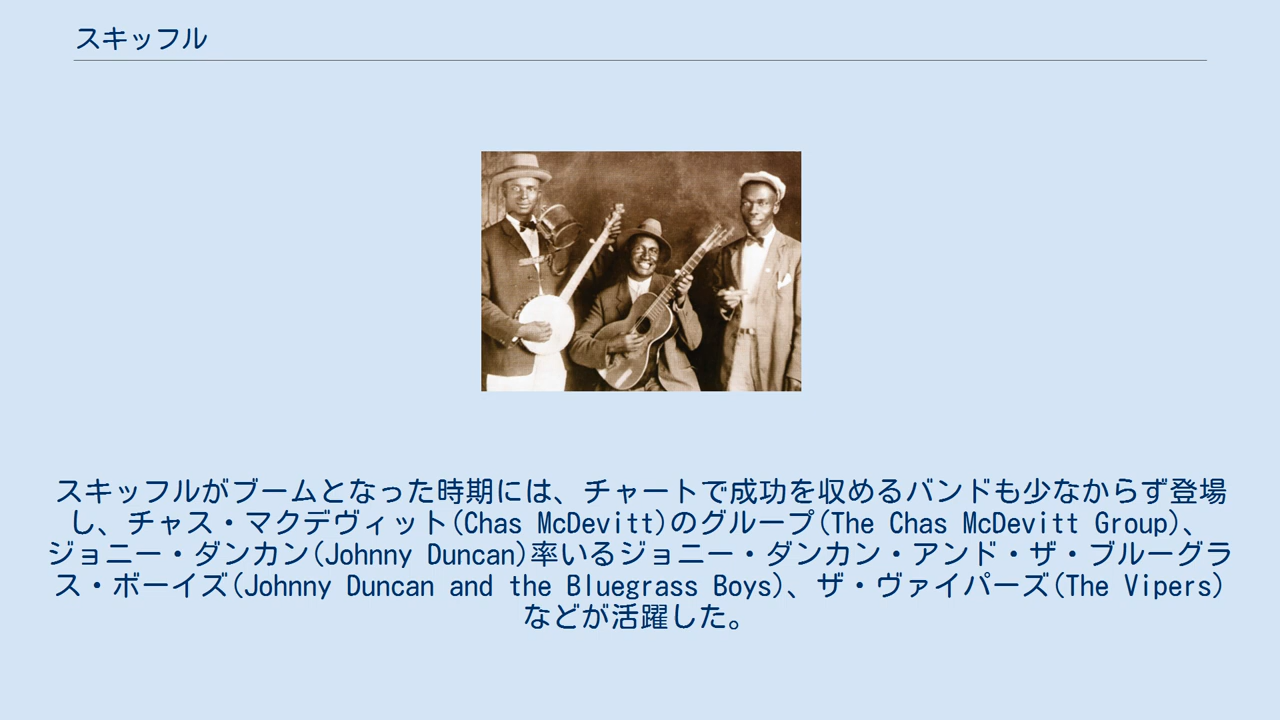 スキッフル
スキッフルがブームとなった時期には、チャートで成功を収めるバンドも少なからず登場
し、チャス・マクデヴィット(Chas McDevitt)のグループ(The Chas McDevitt Group)、
ジョニー・ダンカン(Johnny Duncan)率いるジョニー・ダンカン・アンド・ザ・ブルーグラ
ス・ボーイズ(Johnny Duncan and the Bluegrass Boys)、ザ・ヴァイパーズ(The Vipers)
などが活躍した。